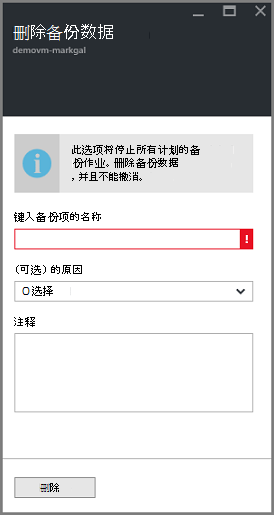 删除备份数据
demovm-markgal
此选项将停止所有计划的备
份作业。删除备份数据
，并且不能撤消。
键入备份项的名称
!
(可选) 的原因
0选择
注释
删除